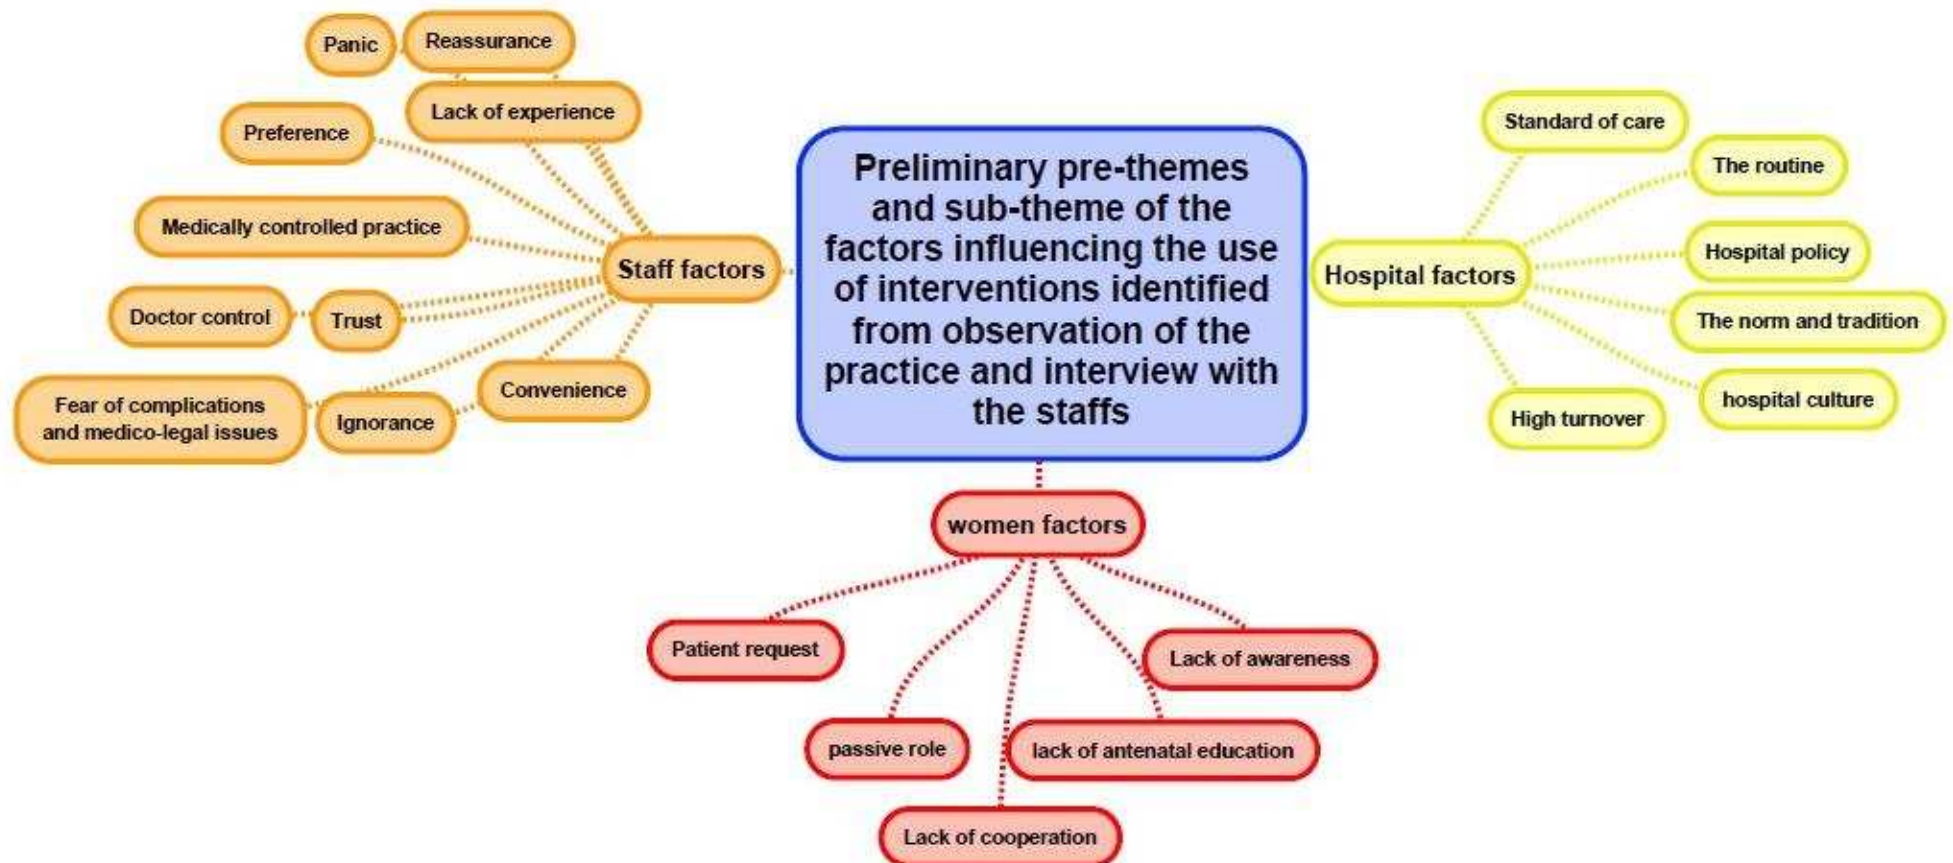 Panic
Reassurance
Lack of experience
Preference
Medically controlled practice
Staff factors
Doctor control
Trust
Convenience
Fear of complications
and medico-legal issues
Ignorance
Preliminary pre-themes
and sub-theme of the
factors influencing the use
of interventions identified
from observation of the
practice and interview with
the staffs
Standard of care
The routine
Hospital policy
Hospital factors
The norm and tradition
hospital culture
High turnover
women factors
Patient request
Lack of awareness
passive role
lack of antenatal education
Lack of cooperation